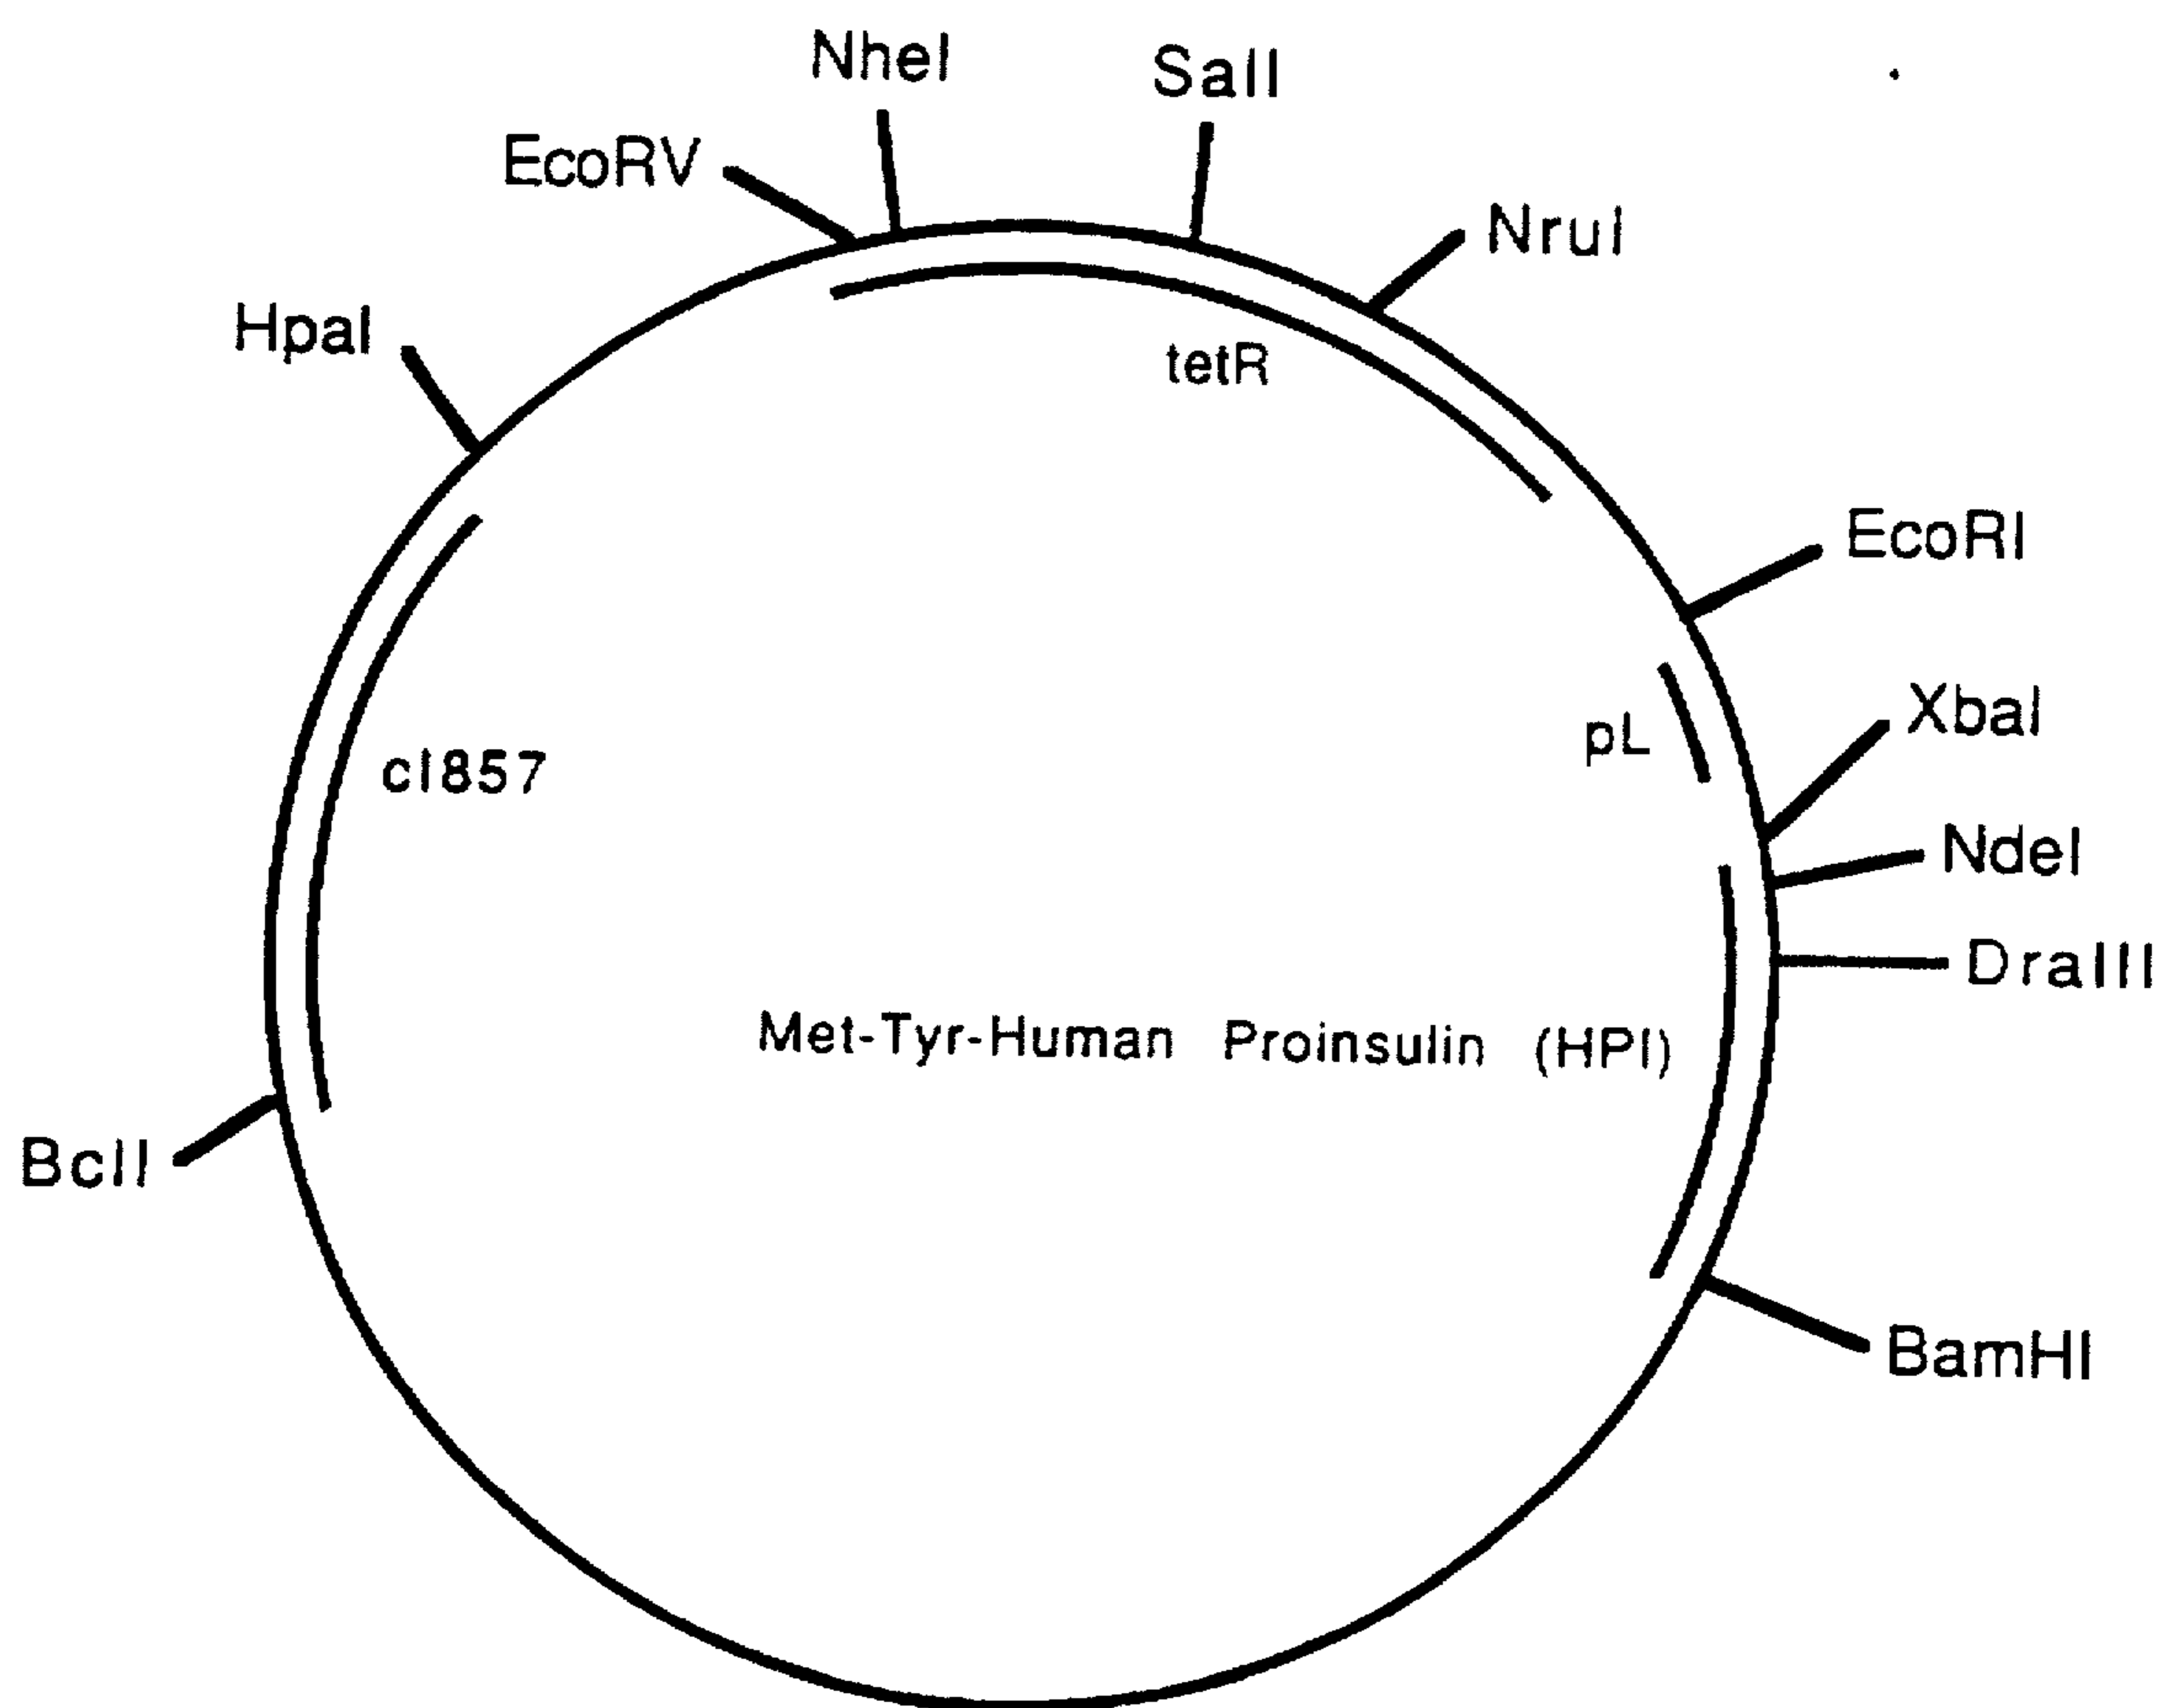 NheI
SalI
EcoRV
NruI
HpaI
tetR
EcoRI
XbaI
pL
cI857
NdeI
DraIII
Met-Tyr-Human Proinsulin (HPI)
BclI
BamHI